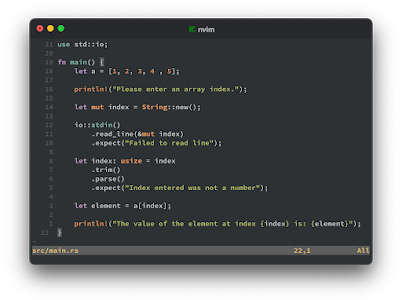 nvim
21 use std::io;
20
19 fn main() {
18 let a = [1, 2, 3, 4 , 5];
17
16 println!("Please enter an array index.");
15
14 let mut index = String::new();
13
12 io::stdin()
11 .read_line(&mut index)
10 .expect("Failed to read line");
9
8 let index: usize = index
7 .trim()
6 .parse()
5 .expect("Index entered was not a number");
4
3 let element = a[index];
2
1 println!("The value of the element at index {index} is: {element}");
22 }
~
src/main.rs 22,1 All